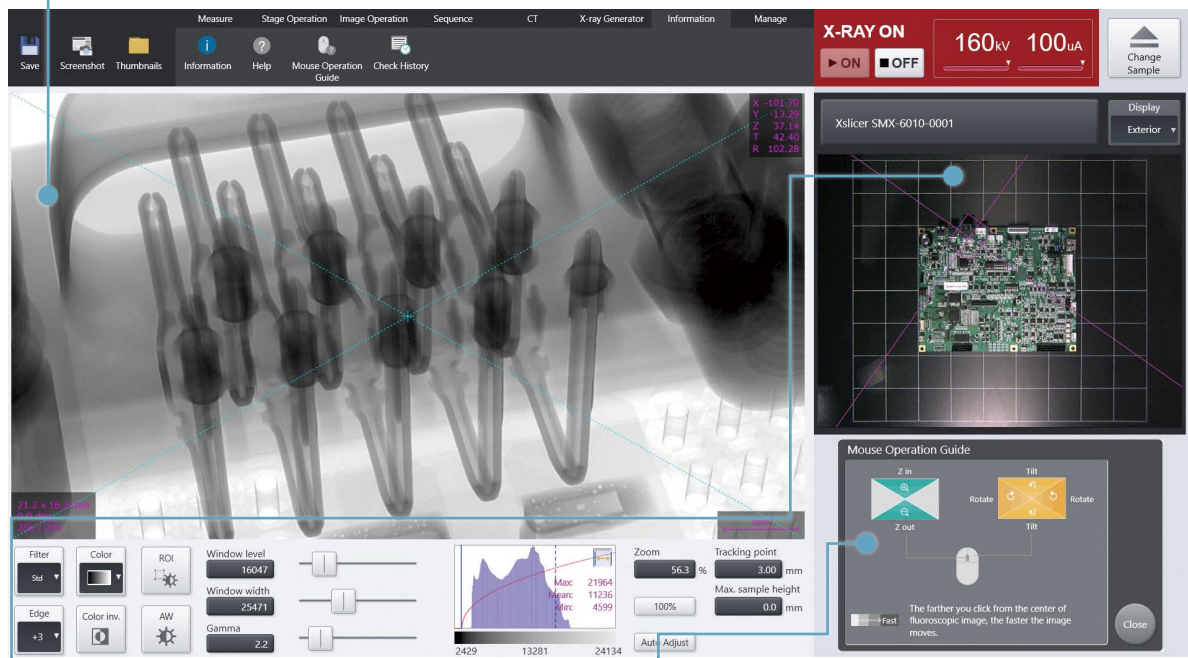 Measure
Stage Operation
Image Operation
Sequence
CT
X-ray Generator
Information
Manage
Save
Screenshot
Thumbnails
Information
Help
Mouse Operation
Guide
Check History
X-RAY ON
ON
OFF
160kV
100uA
Change
Sample
X -101.70
Y -13.29
Z 37.14
T 42.40
R 102.28
Xslicer SMX-6010-0001
Display
Exterior
Mouse Operation Guide
Z in
Tilt
Rotate
Rotate
Z out
Tilt
Fast
The farther you click from the center of
fluoroscopic image, the faster the image
moves.
Close
Filter
Std
Color
ROI
Window level
16047
Window width
25471
Gamma
2.2
Edge
+3
Color inv.
AW
Max: 21964
Mean: 11236
Min: 4599
2429
13281
24134
Zoom
56.3 %
100%
Auto Adjust
Tracking point
3.00 mm
Max. sample height
0.0 mm